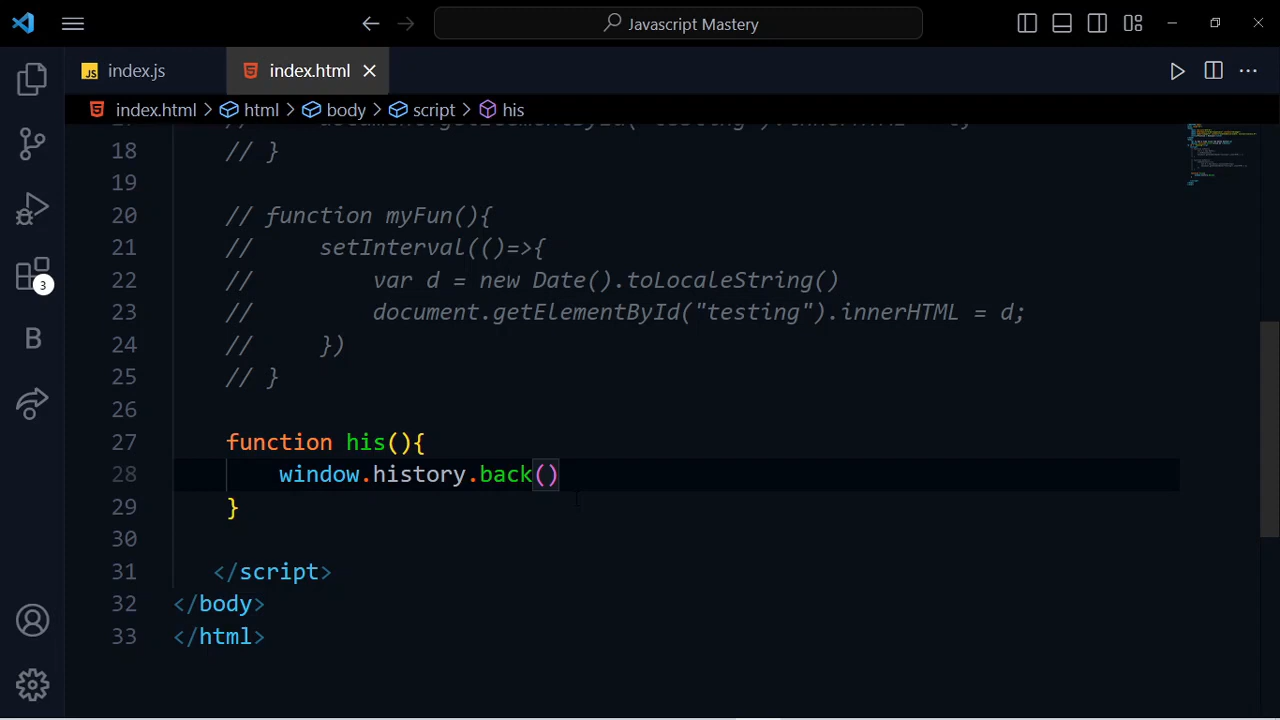 Javascript Mastery
JS index.js
index.html
index.html > html > body > script > his
18 // }
19
20 // function myFun(){
21 // setInterval(()=>{
22 // var d = new Date().toLocaleString()
23 // document.getElementById("testing").innerHTML = d;
24 // })
25 // }
26
27 function his(){
28 window.history.back()
29 }
30
31 </script>
32 </body>
33 </html>
3
B